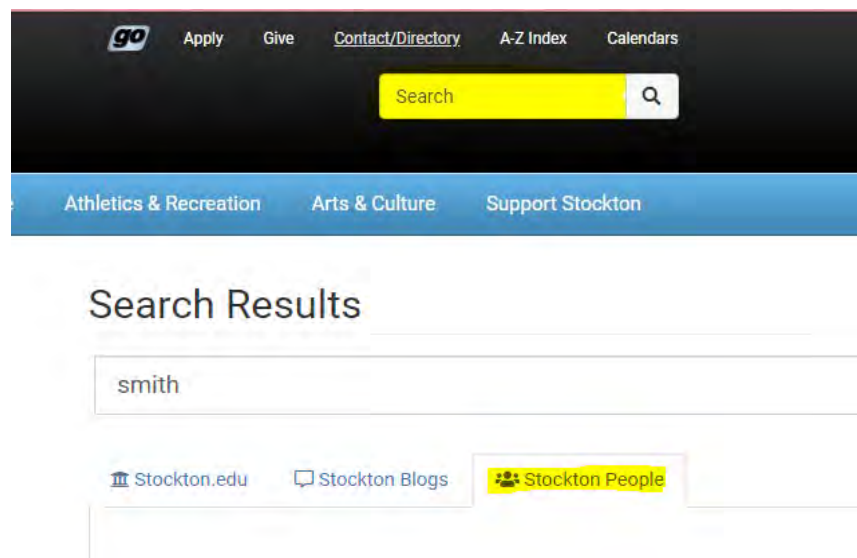 go Apply Give Contact/Directory A-Z Index Calendars
Search
Athletics & Recreation Arts & Culture Support Stockton
Search Results
smith
Stockton.edu Stockton Blogs Stockton People